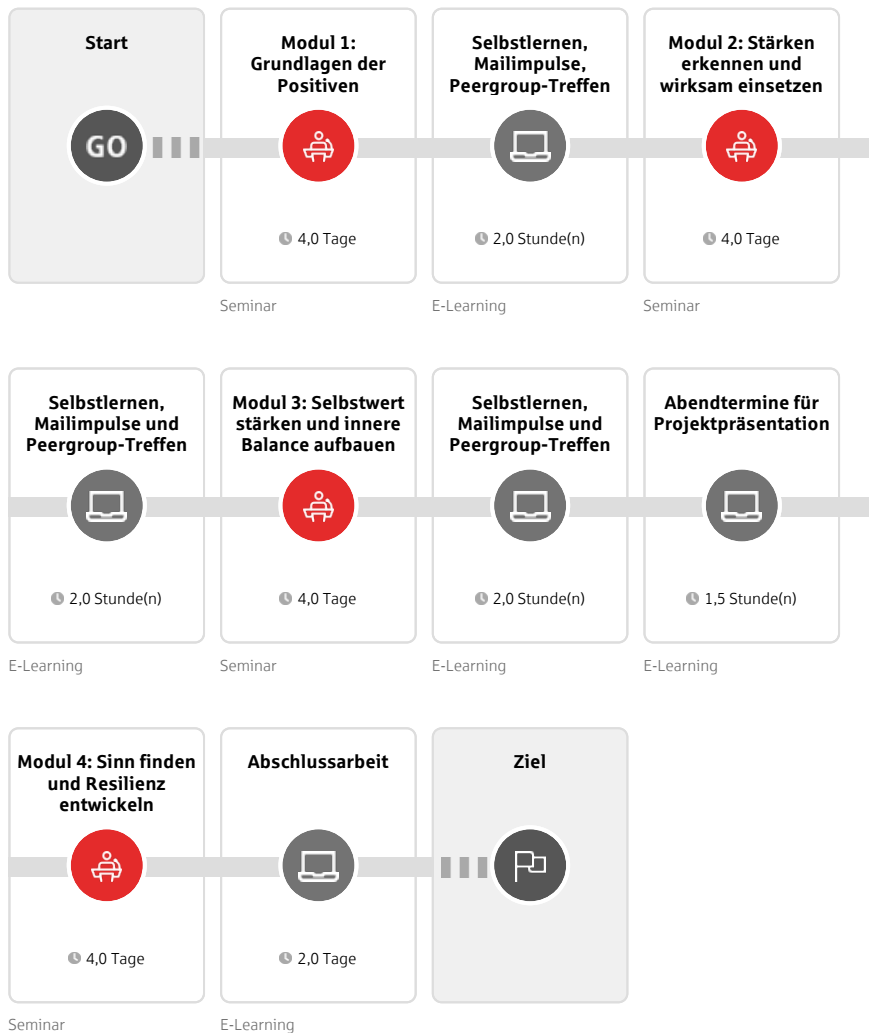 Start
GO
Modul 1:
Grundlagen der
Positiven
4,0 Tage
Seminar
Selbstlernen,
Mailimpulse,
Peergroup-Treffen
2,0 Stunde(n)
E-Learning
Modul 2: Stärken
erkennen und
wirksam einsetzen
4,0 Tage
Seminar
Selbstlernen,
Mailimpulse und
Peergroup-Treffen
2,0 Stunde(n)
E-Learning
Modul 3: Selbstwert
stärken und innere
Balance aufbauen
4,0 Tage
Seminar
Selbstlernen,
Mailimpulse und
Peergroup-Treffen
2,0 Stunde(n)
E-Learning
Abendtermine für
Projektpräsentation
1,5 Stunde(n)
E-Learning
Modul 4: Sinn finden
und Resilienz
entwickeln
4,0 Tage
Seminar
Abschlussarbeit
2,0 Tage
E-Learning
Ziel